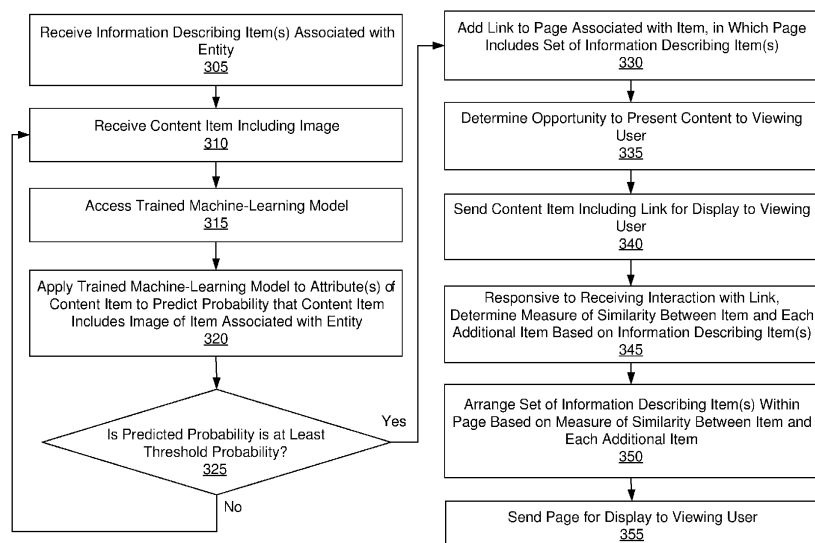 Receive Information Describing Item(s) Associated with
Entity
305
Receive Content Item Including Image
310
Access Trained Machine-Learning Model
315
Apply Trained Machine-Learning Model to Attribute(s) of
Content Item to Predict Probability that Content Item
Includes Image of Item Associated with Entity
320
Is Predicted Probability is at Least
Threshold Probability?
325
Yes
No
Add Link to Page Associated with Item, in Which Page
Includes Set of Information Describing Item(s)
330
Determine Opportunity to Present Content to Viewing
User
335
Send Content Item Including Link for Display to Viewing
User
340
Responsive to Receiving Interaction with Link,
Determine Measure of Similarity Between Item and Each
Additional Item Based on Information Describing Item(s)
345
Arrange Set of Information Describing Item(s) Within
Page Based on Measure of Similarity Between Item and
Each Additional Item
350
Send Page for Display to Viewing User
355